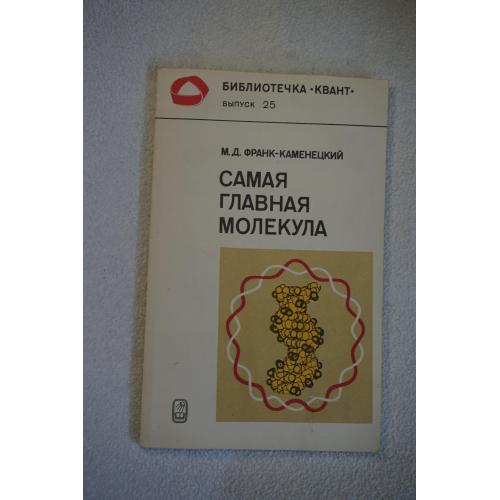 БИБЛИОТЕЧКА •КВАНТ•
ВЫПУСК 25
М.Д. ФРАНК-КАМЕНЕЦКИЙ
САМАЯ
ГЛАВНАЯ
МОЛЕКУЛА